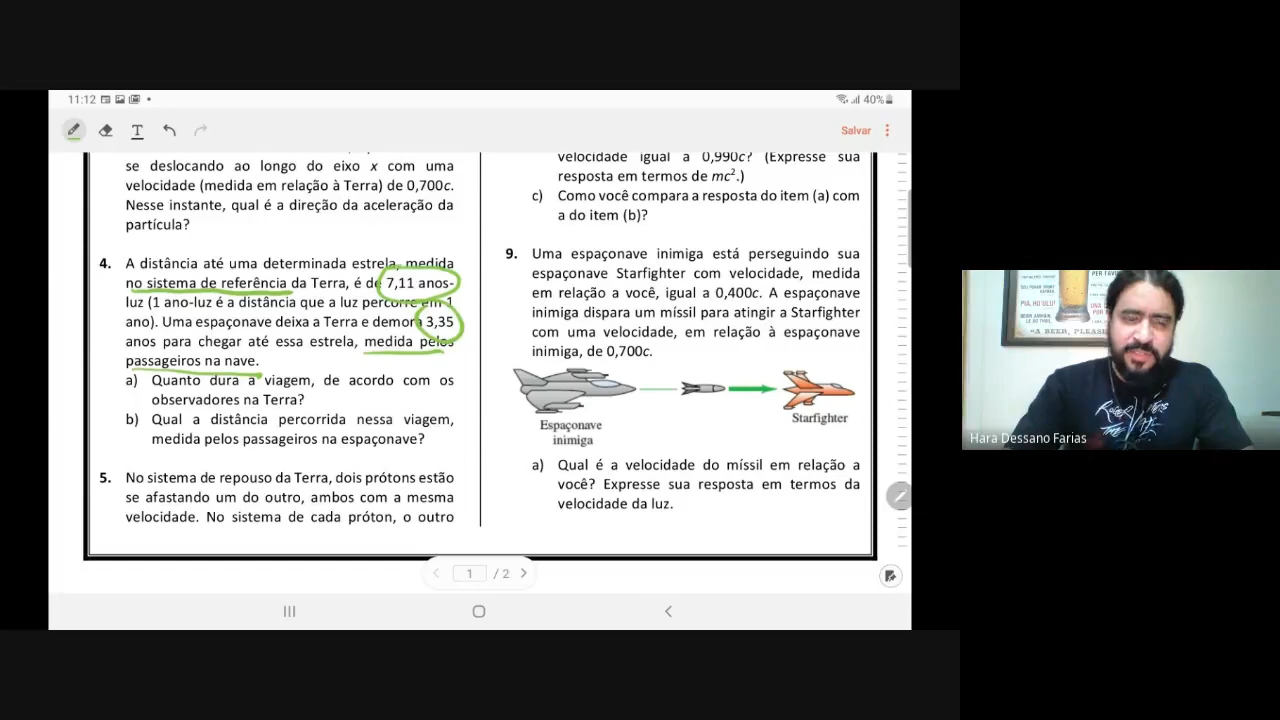 11:12
40%
Salvar
se deslocando ao longo do eixo x com uma
velocidade (medida em relação à Terra) de 0,700c.
Nesse instante, qual é a direção da aceleração da
partícula?
4. A distância até uma determinada estrela, medida
no sistema de referência da Terra, é de 7,11 anos-
luz (1 ano-luz é a distância que a luz percorre em 1
ano). Uma espaçonave deixa a Terra e demora 3,35
anos para chegar até essa estrela, medida pelos
passageiros na nave.
a) Quanto dura a viagem, de acordo com os
observadores na Terra?
b) Qual a distância percorrida nessa viagem,
medida pelos passageiros na espaçonave?
5. No sistema de repouso da Terra, dois prótons estão
se afastando um do outro, ambos com a mesma
velocidade. No sistema de cada próton, o outro
velocidade igual a 0,990c? (Expresse sua
resposta em termos de mc².)
c) Como você compara a resposta do item (a) com
a do item (b)?
9. Uma espaçonave inimiga está perseguindo sua
espaçonave Starfighter com velocidade, medida
em relação a você, igual a 0,400c. A espaçonave
inimiga dispara um míssil para atingir a Starfighter
com uma velocidade, em relação à espaçonave
inimiga, de 0,700c.
Espaçonave
inimiga
Starfighter
a) Qual é a velocidade do míssil em relação a
você? Expresse sua resposta em termos da
velocidade da luz.
1 / 2
"A BEER, PLEASE
Hara Dessano Farias